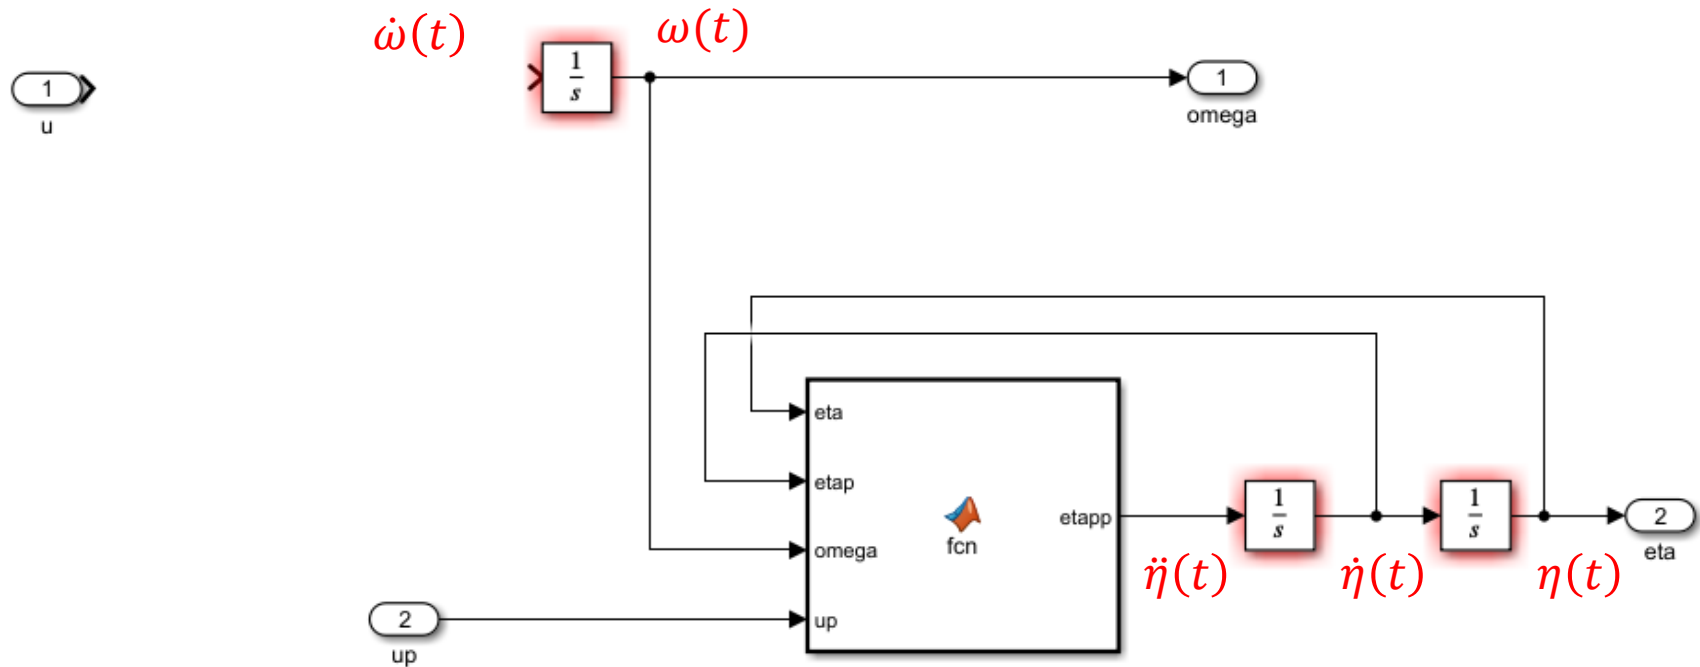 ω̇(t)
ω(t)
1
u
1
s
1
omega
eta
etap
omega
up
fcn
etapp
1
s
1
s
2
eta
η̈(t)
η̇(t)
η(t)
2
up